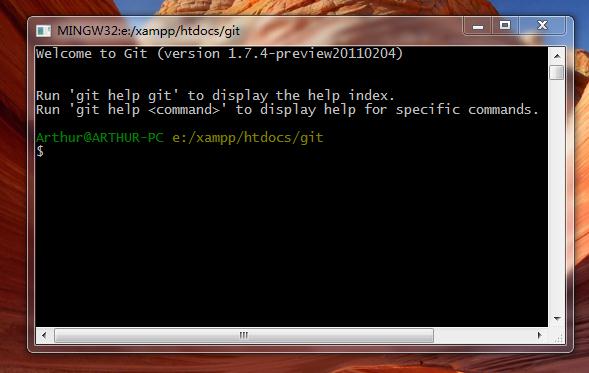 MINGW32:e:/xampp/htdocs/git
Welcome to Git (version 1.7.4-preview20110204)
Run 'git help git' to display the help index.
Run 'git help <command>' to display help for specific commands.
Arthur@ARTHUR-PC e:/xampp/htdocs/git
$